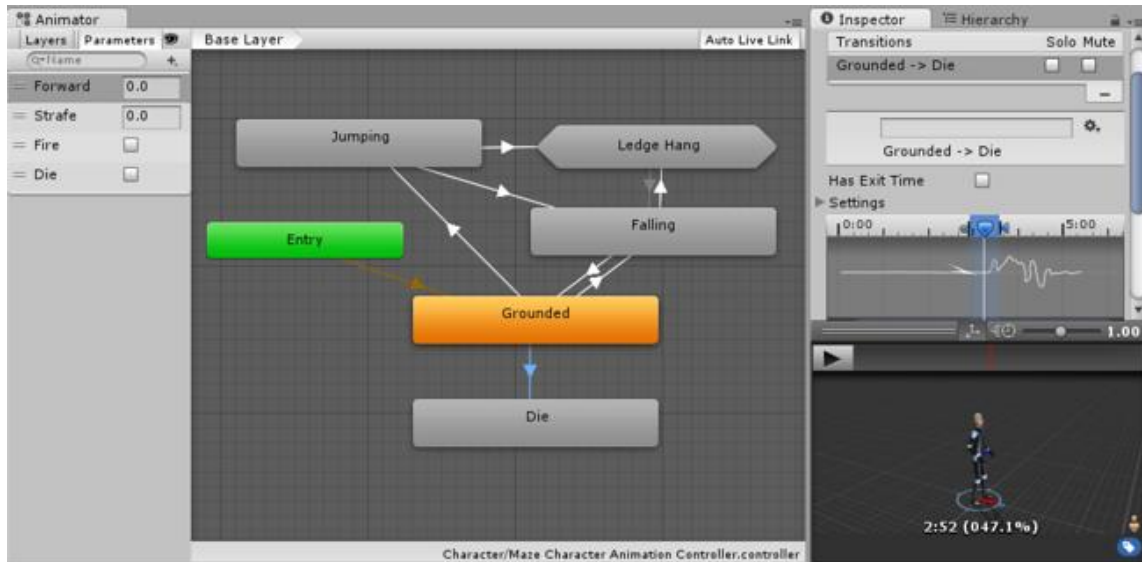 Animator
Layers Parameters
Name
Forward 0.0
Strafe 0.0
Fire
Die
Base Layer
Auto Live Link
Jumping
Ledge Hang
Falling
Entry
Grounded
Die
Character/Maze Character Animation Controller.controller
Inspector Hierarchy
Transitions Solo Mute
Grounded -> Die
Grounded -> Die
Has Exit Time
Settings
0:00 5:00
1.00
2:52 (047.1%)